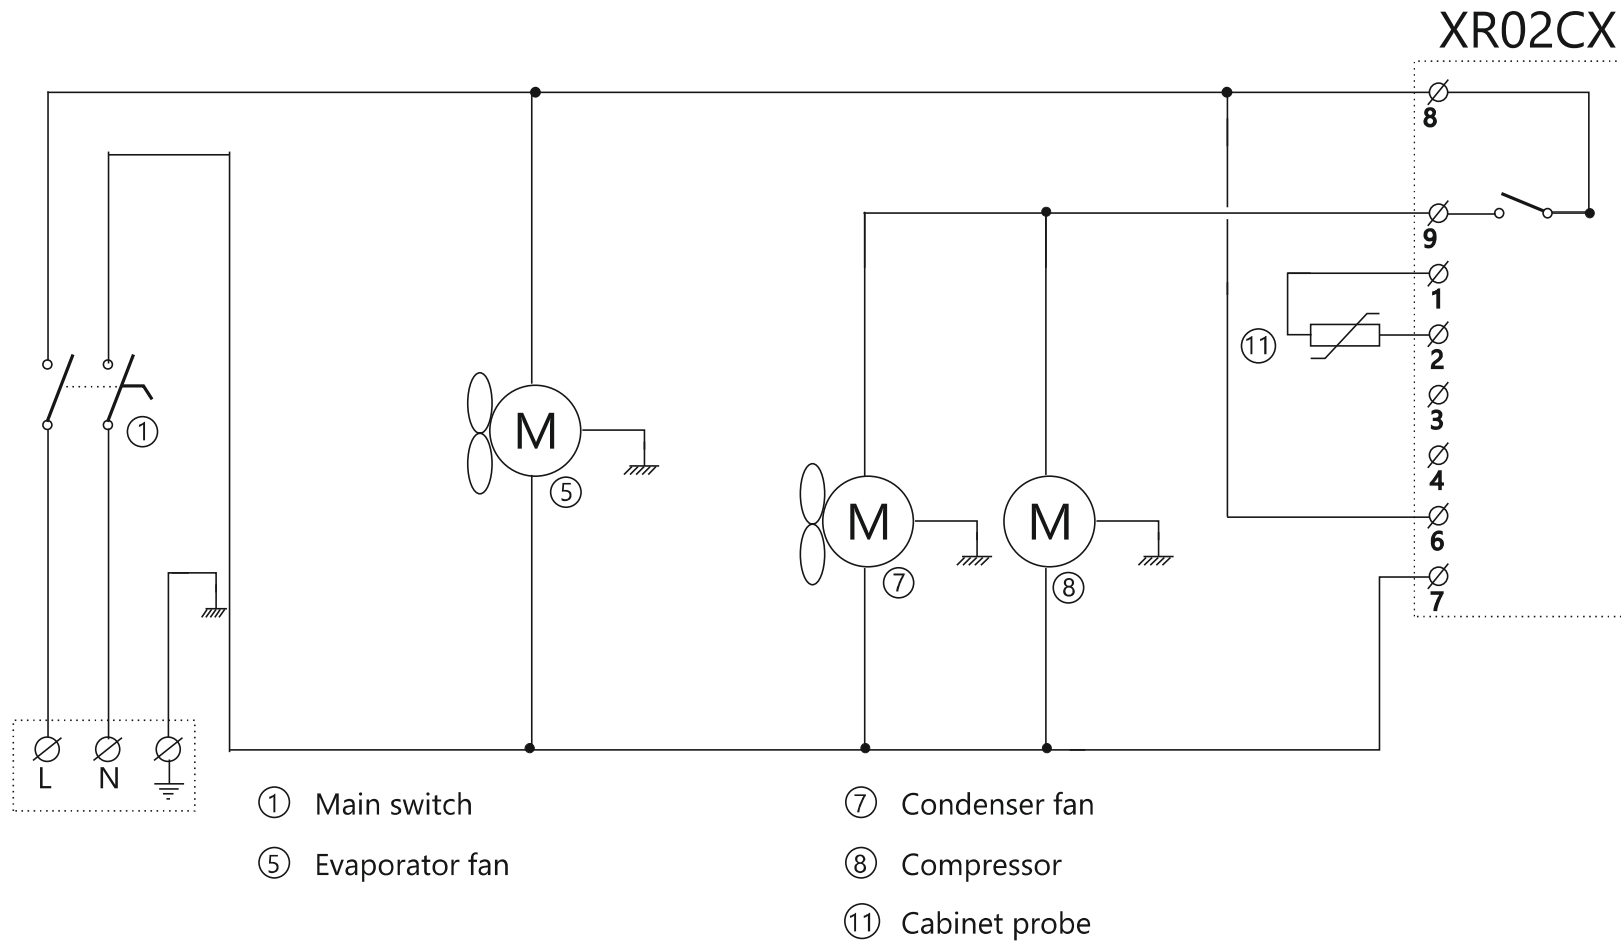 XR02CX
8
9
1
2
3
4
6
7
11
1
M
5
M
7
M
8
L N
1 Main switch
5 Evaporator fan
7 Condenser fan
8 Compressor
11 Cabinet probe